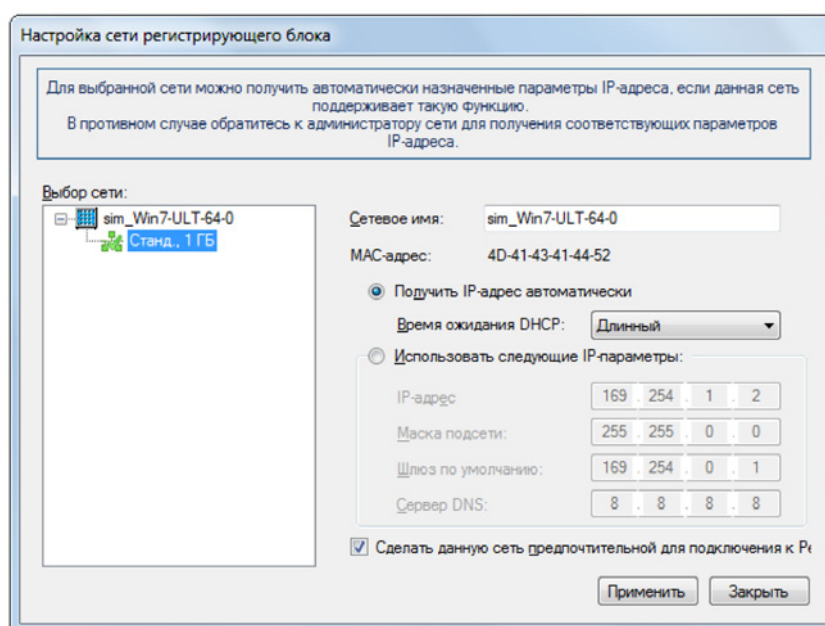 Настройка сети регистрирующего блока
Для выбранной сети можно получить автоматически назначенные параметры IP-адреса, если данная сеть
поддерживает такую функцию.
В противном случае обратитесь к администратору сети для получения соответствующих параметров
IP-адреса.
Выбор сети:
sim_Win7-ULT-64-0
Станд., 1 ГБ
Сетевое имя: sim_Win7-ULT-64-0
MAC-адрес: 4D-41-43-41-44-52
Получить IP-адрес автоматически
Время ожидания DHCP: Длинный
Использовать следующие IP-параметры:
IP-адрес 169 . 254 . 1 . 2
Маска подсети: 255 . 255 . 0 . 0
Шлюз по умолчанию: 169 . 254 . 0 . 1
Сервер DNS: 8 . 8 . 8 . 8
Сделать данную сеть предпочтительной для подключения к Ре
Применить Закрыть